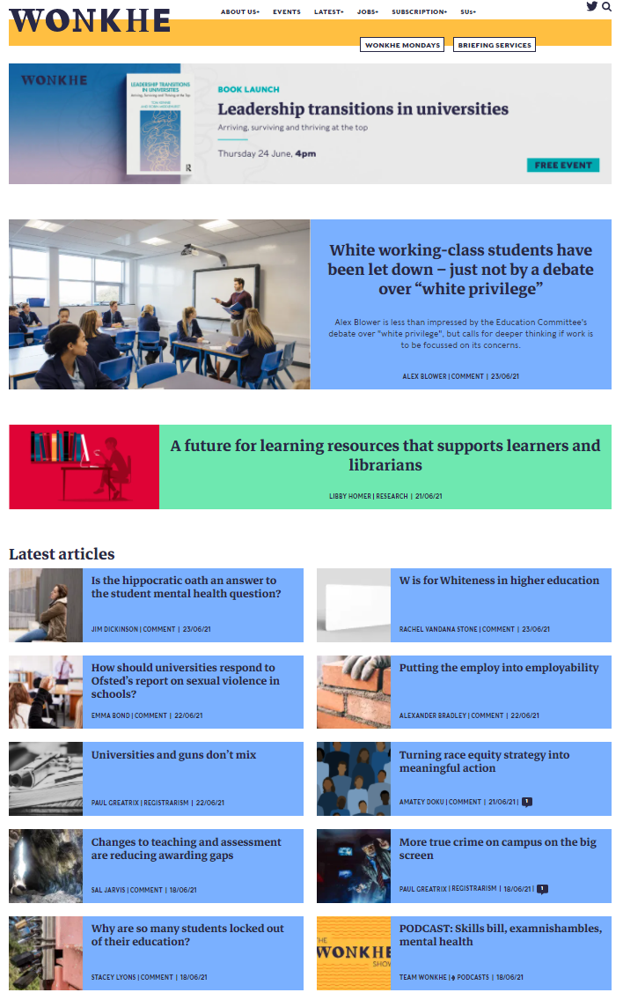 WONKHE
ABOUT US+ EVENTS LATEST+ JOBS+ SUBSCRIPTION+ SUs+
WONKHE MONDAYS BRIEFING SERVICES
WONKHE
LEADERSHIP TRANSITIONS
IN UNIVERSITIES
Arriving, Surviving and Thriving at the Top
BOOK LAUNCH
Leadership transitions in universities
Arriving, surviving and thriving at the top
Thursday 24 June, 4pm
FREE EVENT
White working-class students have
been let down – just not by a debate
over “white privilege”
Alex Blower is less than impressed by the Education Committee's
debate over "white privilege", but calls for deeper thinking if work is
to be focussed on its concerns.
ALEX BLOWER | COMMENT | 23/06/21
A future for learning resources that supports learners and
librarians
LIBBY HOMER | RESEARCH | 21/06/21
Latest articles
Is the hippocratic oath an answer to
the student mental health question?
JIM DICKINSON | COMMENT | 23/06/21
W is for Whiteness in higher education
RACHEL VANDANA STONE | COMMENT | 23/06/21
How should universities respond to
Ofsted’s report on sexual violence in
schools?
EMMA BOND | COMMENT | 22/06/21
Putting the employ into employability
ALEXANDER BRADLEY | COMMENT | 22/06/21
Universities and guns don’t mix
PAUL GREATRIX | REGISTRARISM | 22/06/21
Turning race equity strategy into
meaningful action
AMATEY DOKU | COMMENT | 21/06/21 | 1
Changes to teaching and assessment
are reducing awarding gaps
SAL JARVIS | COMMENT | 18/06/21
More true crime on campus on the big
screen
PAUL GREATRIX | REGISTRARISM | 18/06/21 | 1
Why are so many students locked out
of their education?
STACEY LYONS | COMMENT | 18/06/21
THE
WONKHE
SHOW
PODCAST: Skills bill, examnishambles,
mental health
TEAM WONKHE | PODCASTS | 18/06/21